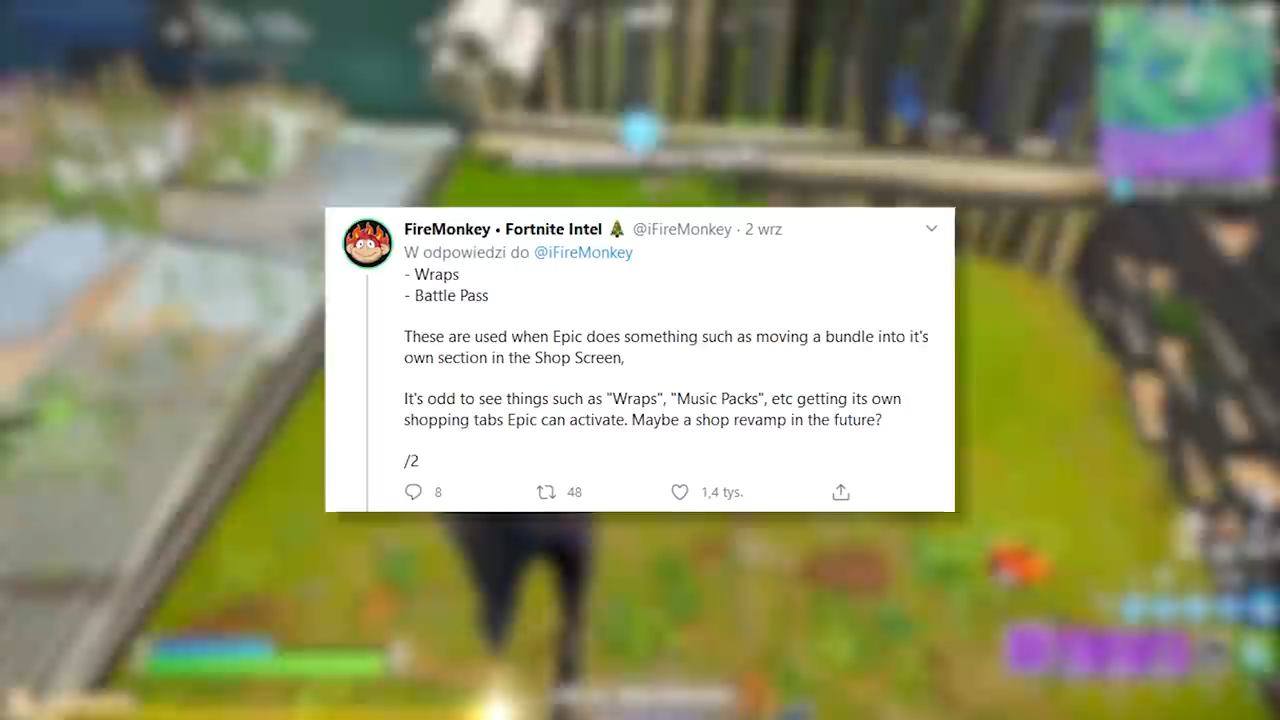 FireMonkey • Fortnite Intel 🌲 @iFireMonkey · 2 wrz
W odpowiedzi do @iFireMonkey
- Wraps
- Battle Pass
These are used when Epic does something such as moving a bundle into it's
own section in the Shop Screen,
It's odd to see things such as "Wraps", "Music Packs", etc getting its own
shopping tabs Epic can activate. Maybe a shop revamp in the future?
/2
8 48 1,4 tys.